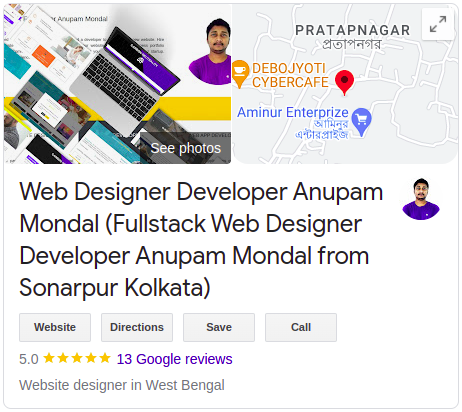 Anupam Mondal
See photos
PRATAPNAGAR
প্রতাপনগর
DEBOJYOTI
CYBERCAFE
Aminur Enterprize
আমিনুর
এন্টারপ্রাইজ
Web Designer Developer Anupam
Mondal (Fullstack Web Designer
Developer Anupam Mondal from
Sonarpur Kolkata)
Website
Directions
Save
Call
5.0 13 Google reviews
Website designer in West Bengal